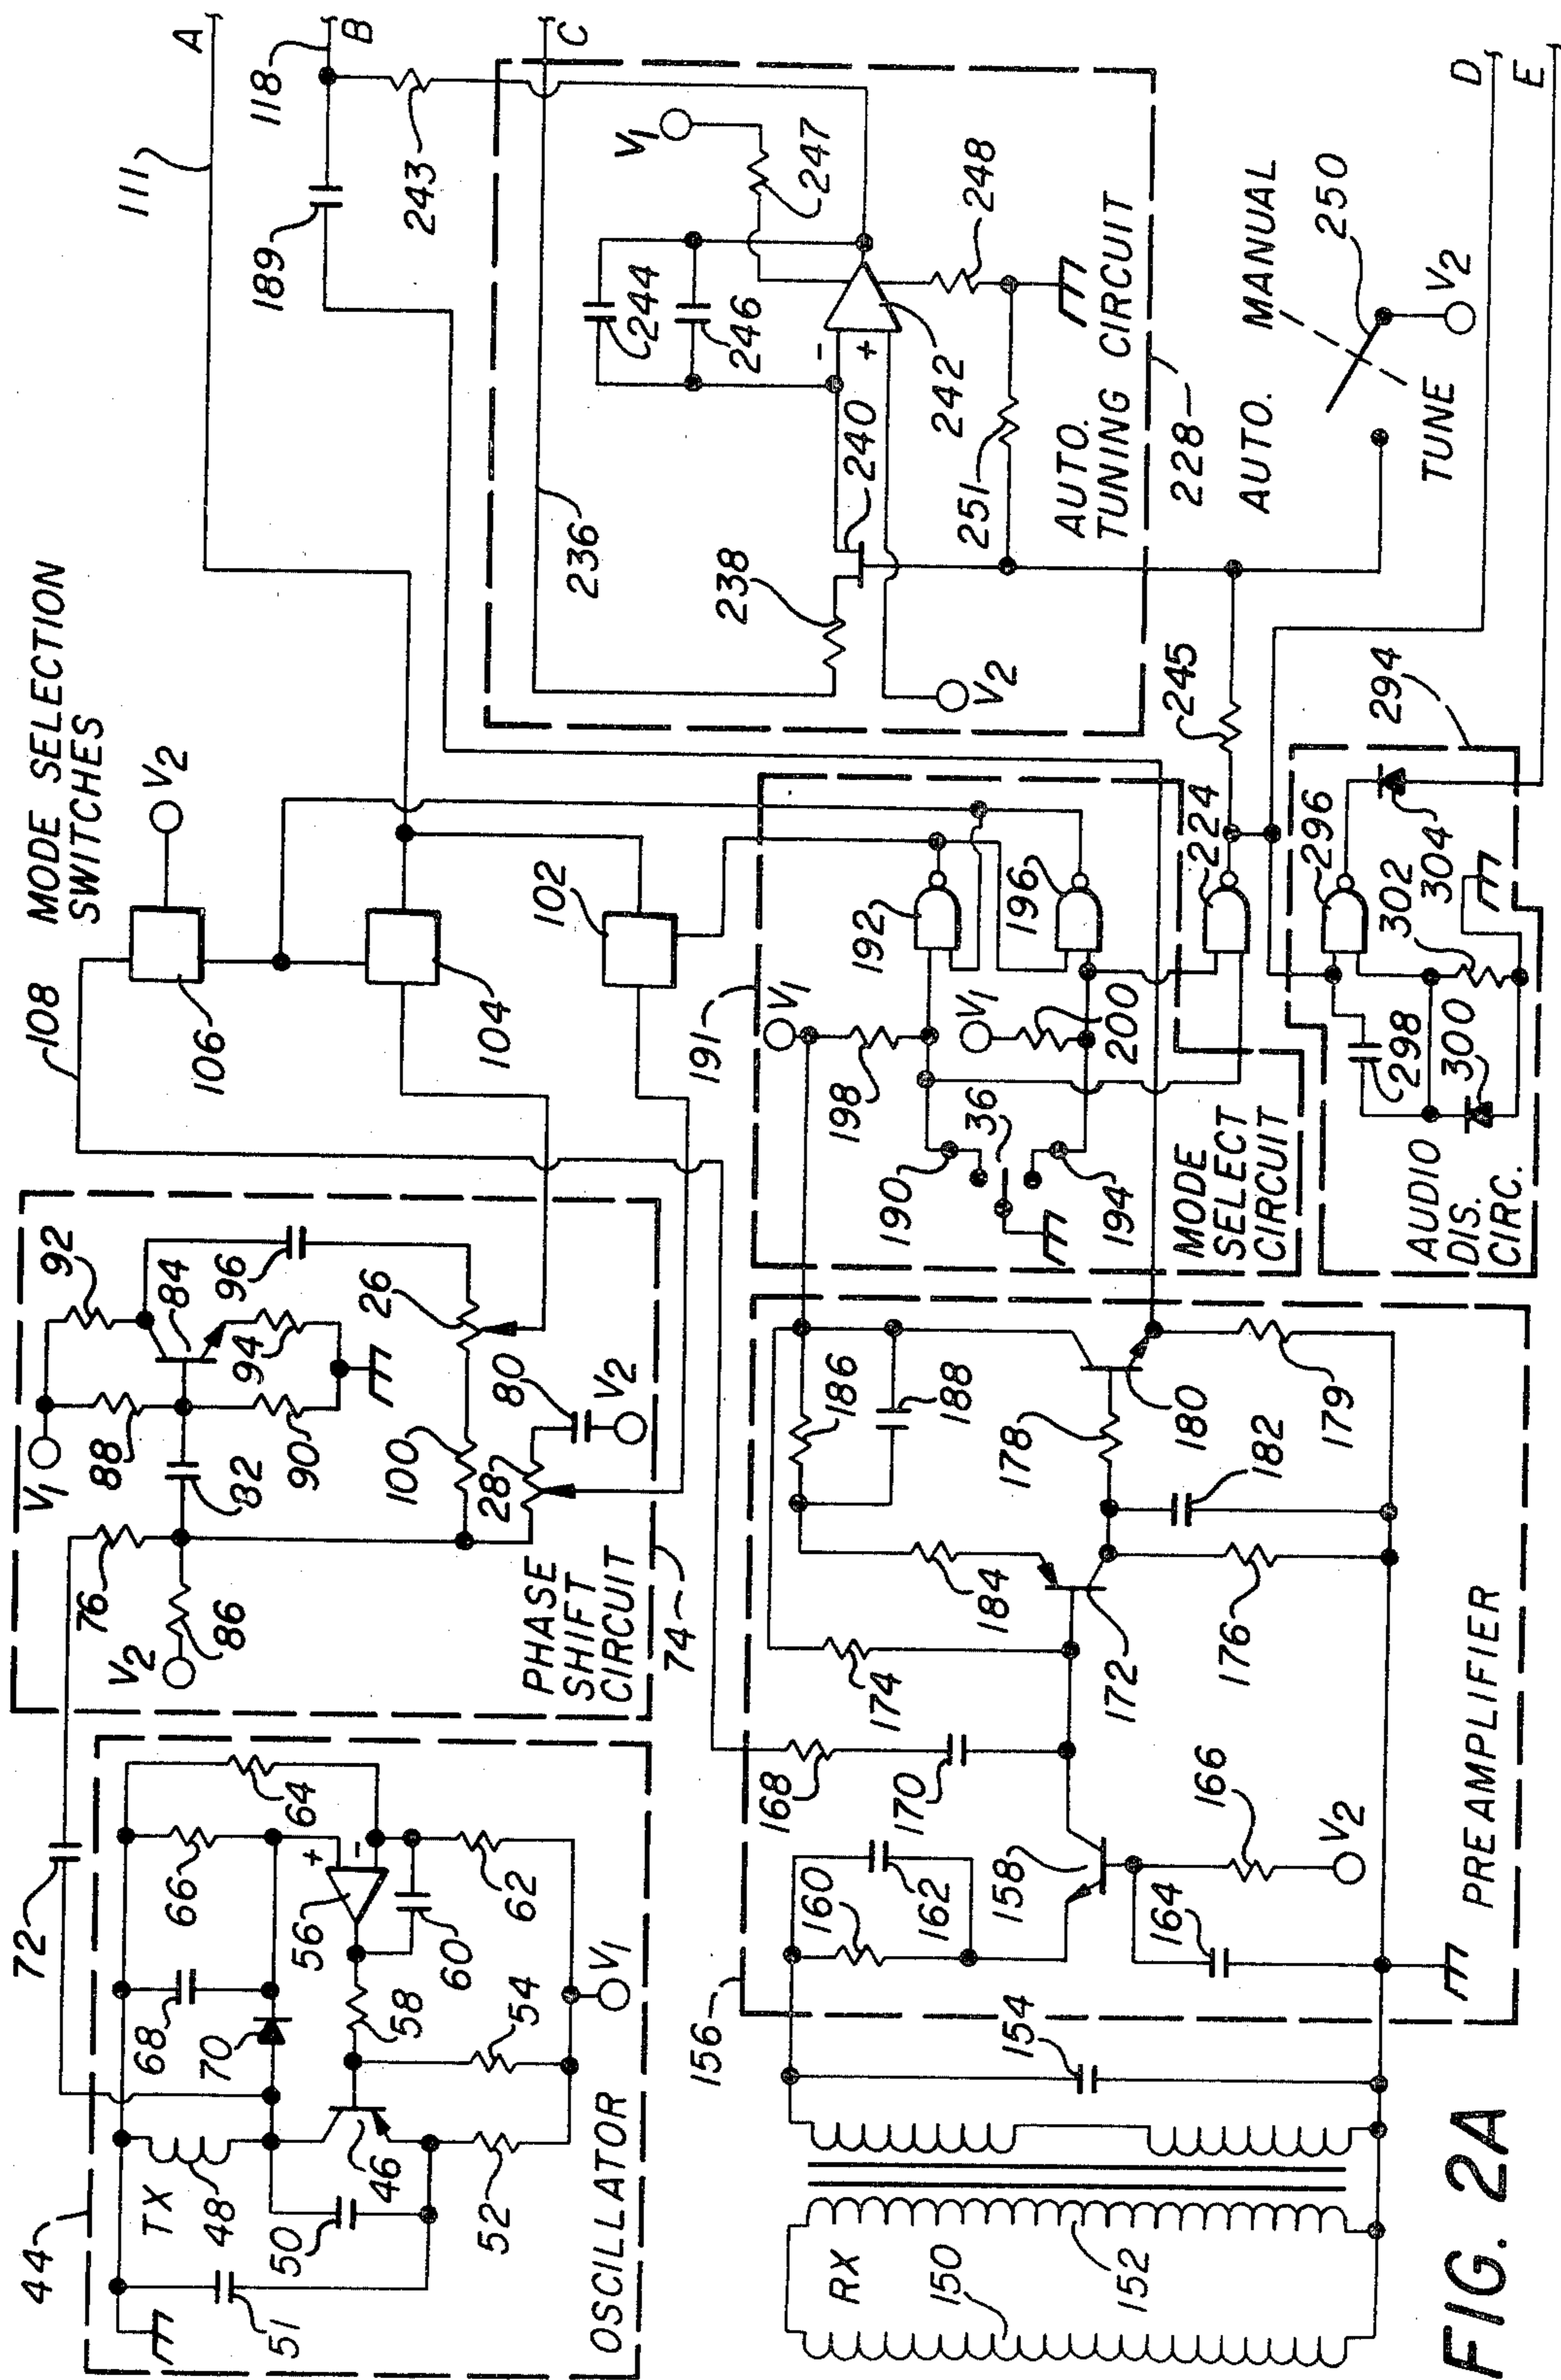 44
TX
48
51
50
46
52
68
70
66
56
64
58
60
62
54
V1
OSCILLATOR
72
V1
76
88
92
V2
86
82
84
90
94
96
100
26
28
80
V2
PHASE
SHIFT
CIRCUIT
74
108
MODE SELECTION
SWITCHES
106
V2
104
102
111
A
189
118
B
243
C
236
V1
244
247
246
238
-
+
240
242
248
251
V2
AUTO.
TUNING CIRCUIT
228
AUTO.
MANUAL
TUNE
250
V2
D
E
RX
150
152
154
156
160
162
158
164
166
V2
168
170
174
172
184
176
186
188
178
180
182
179
PREAMPLIFIER
191
V1
198
192
V1
190
36
200
196
194
MODE
SELECT
CIRCUIT
224
245
294
298
296
300
302
304
AUDIO
DIS.
CIRC.
+
-
FIG. 2A